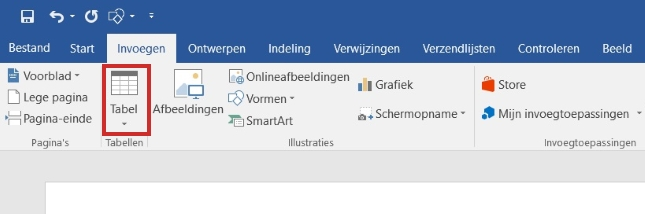 Bestand Start Invoegen Ontwerpen Indeling Verwijzingen Verzendlijsten Controleren Beeld
Voorblad
Lege pagina
Pagina-einde
Pagina's
Tabel
Tabellen
Afbeeldingen
Onlineafbeeldingen
Vormen
SmartArt
Grafiek
Schermopname
Illustraties
Store
Mijn invoegtoepassingen
Invoegtoepassingen